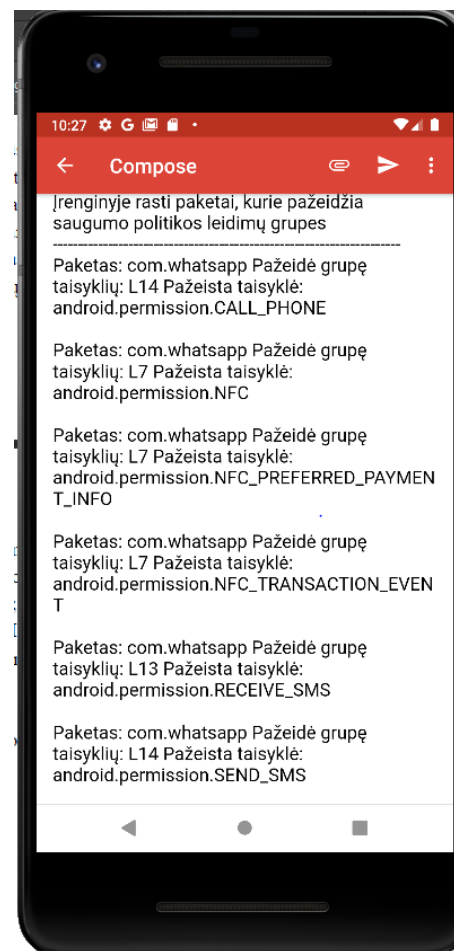 10:27
Compose
Įrenginyje rasti paketai, kurie pažeidžia
saugumo politikos leidimų grupes
--------------------------------------------------------------------
Paketas: com.whatsapp Pažeidė grupę
taisyklių: L14 Pažeista taisyklė:
android.permission.CALL_PHONE
Paketas: com.whatsapp Pažeidė grupę
taisyklių: L7 Pažeista taisyklė:
android.permission.NFC
Paketas: com.whatsapp Pažeidė grupę
taisyklių: L7 Pažeista taisyklė:
android.permission.NFC_PREFERRED_PAYMEN
T_INFO
Paketas: com.whatsapp Pažeidė grupę
taisyklių: L7 Pažeista taisyklė:
android.permission.NFC_TRANSACTION_EVEN
T
Paketas: com.whatsapp Pažeidė grupę
taisyklių: L13 Pažeista taisyklė:
android.permission.RECEIVE_SMS
Paketas: com.whatsapp Pažeidė grupę
taisyklių: L14 Pažeista taisyklė:
android.permission.SEND_SMS